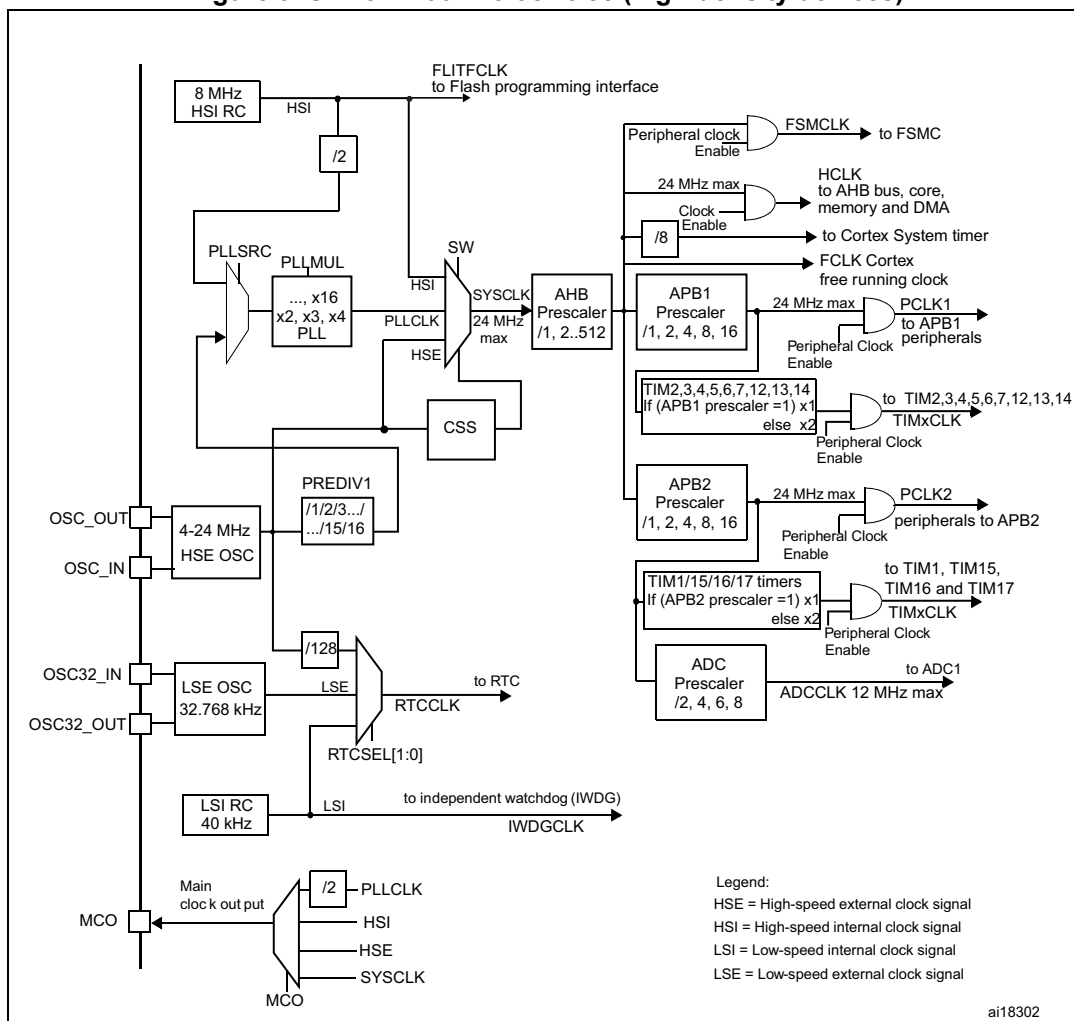 8 MHz
HSI RC
HSI
FLITFCLK
to Flash programming interface
/2
Peripheral clock
Enable
FSMCLK
to FSMC
24 MHz max
Clock
Enable
HCLK
to AHB bus, core,
memory and DMA
/8
to Cortex System timer
FCLK Cortex
free running clock
PLLSRC
PLLMUL
..., x16
x2, x3, x4
PLL
SW
HSI
PLLCLK
HSE
SYSCLK
24 MHz
max
AHB
Prescaler
/1, 2..512
APB1
Prescaler
/1, 2, 4, 8, 16
24 MHz max
PCLK1
to APB1
peripherals
Peripheral Clock
Enable
TIM2,3,4,5,6,7,12,13,14
If (APB1 prescaler =1) x1
else x2
to TIM2,3,4,5,6,7,12,13,14
TIMxCLK
Peripheral Clock
Enable
CSS
PREDIV1
/1/2/3.../
.../15/16
OSC_OUT
OSC_IN
4-24 MHz
HSE OSC
APB2
Prescaler
/1, 2, 4, 8, 16
24 MHz max
PCLK2
peripherals to APB2
Peripheral Clock
Enable
TIM1/15/16/17 timers
If (APB2 prescaler =1) x1
else x2
to TIM1, TIM15,
TIM16 and TIM17
TIMxCLK
Peripheral Clock
Enable
ADC
Prescaler
/2, 4, 6, 8
to ADC1
ADCCLK 12 MHz max
/128
OSC32_IN
OSC32_OUT
LSE OSC
32.768 kHz
LSE
to RTC
RTCCLK
RTCSEL[1:0]
LSI RC
40 kHz
LSI
to independent watchdog (IWDG)
IWDGCLK
MCO
Main
clock output
/2
PLLCLK
HSI
HSE
SYSCLK
MCO
Legend:
HSE = High-speed external clock signal
HSI = High-speed internal clock signal
LSI = Low-speed internal clock signal
LSE = Low-speed external clock signal
ai18302